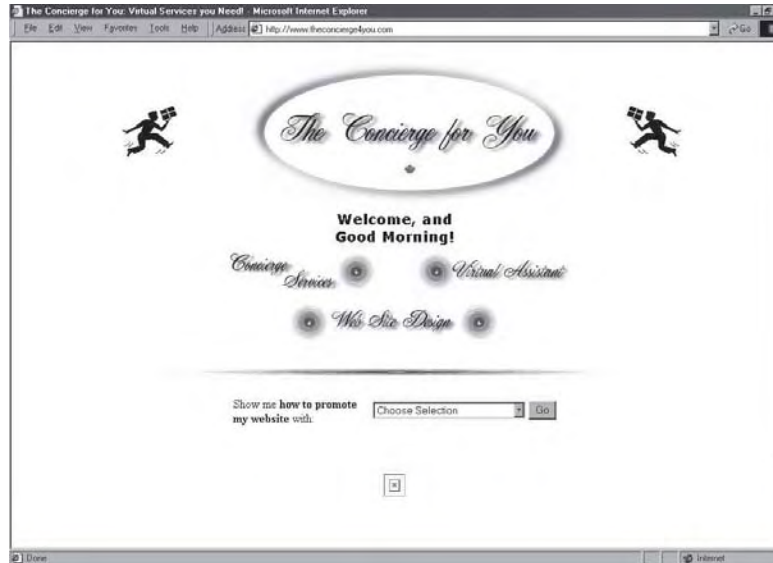 The Concierge for You: Virtual Services you Need! - Microsoft Internet Explorer
File Edit View Favorites Tools Help Address http://www.theconcierge4you.com Go
The Concierge for You
Welcome, and
Good Morning!
Concierge
Services
Virtual Assistant
Web Site Design
Show me how to promote
my website with:
Choose Selection Go
Done Internet